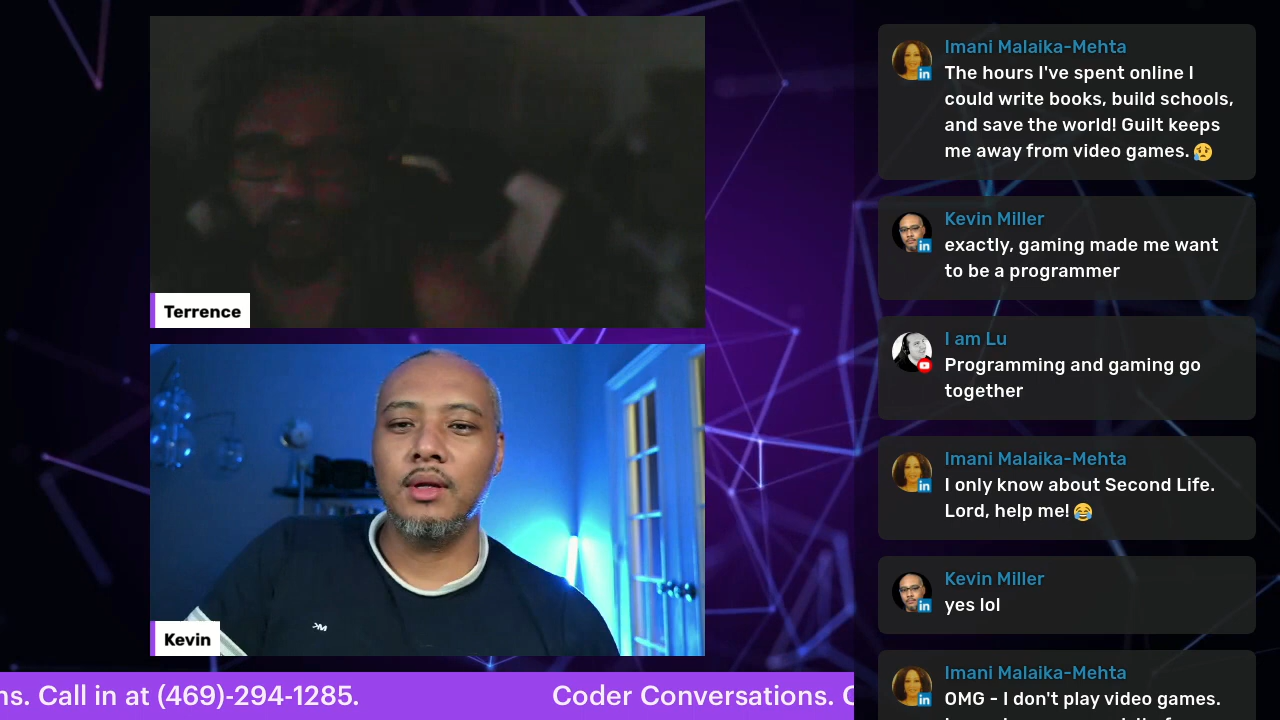 Terrence
Kevin
ns. Call in at (469)-294-1285.
Coder Conversations. C
Imani Malaika-Mehta
The hours I've spent online I
could write books, build schools,
and save the world! Guilt keeps
me away from video games. 😥
Kevin Miller
exactly, gaming made me want
to be a programmer
I am Lu
Programming and gaming go
together
Imani Malaika-Mehta
I only know about Second Life.
Lord, help me! 😂
Kevin Miller
yes lol
Imani Malaika-Mehta
OMG - I don't play video games.